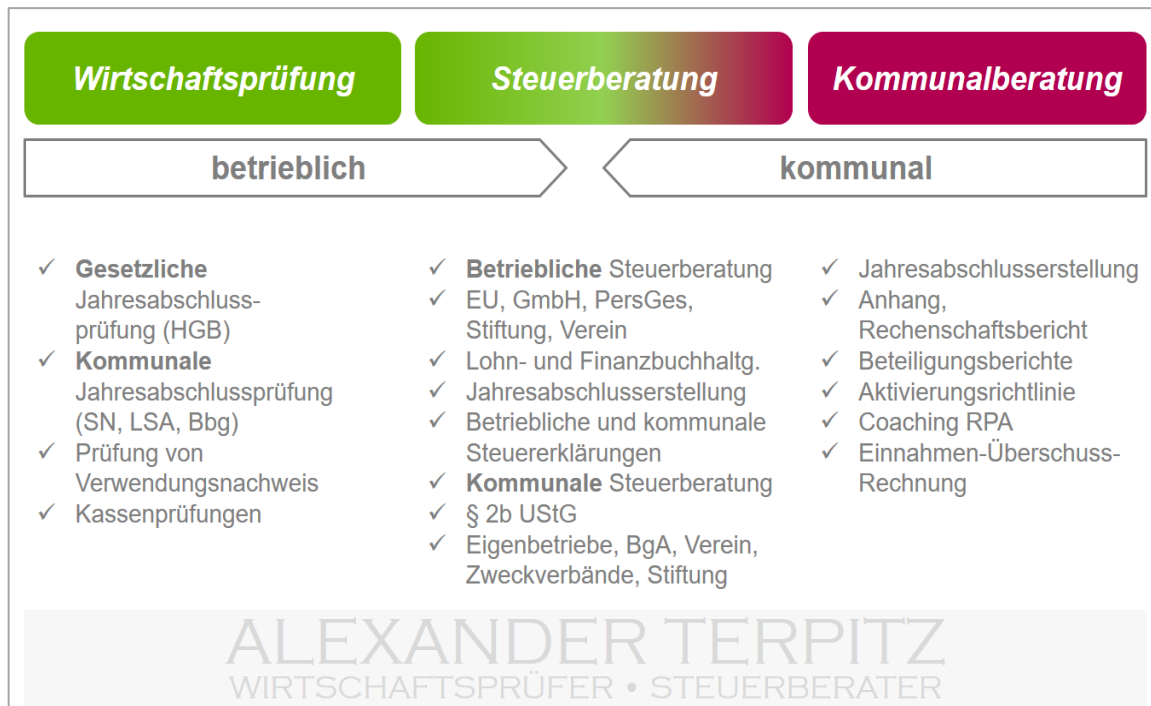 Wirtschaftsprüfung
Steuerberatung
Kommunalberatung
betrieblich
kommunal
✓ Gesetzliche
Jahresabschluss-
prüfung (HGB)
✓ Kommunale
Jahresabschlussprüfung
(SN, LSA, Bbg)
✓ Prüfung von
Verwendungsnachweis
✓ Kassenprüfungen
✓ Betriebliche Steuerberatung
✓ EU, GmbH, PersGes,
Stiftung, Verein
✓ Lohn- und Finanzbuchhaltg.
✓ Jahresabschlusserstellung
✓ Betriebliche und kommunale
Steuererklärungen
✓ Kommunale Steuerberatung
✓ § 2b UStG
✓ Eigenbetriebe, BgA, Verein,
Zweckverbände, Stiftung
✓ Jahresabschlusserstellung
✓ Anhang,
Rechenschaftsbericht
✓ Beteiligungsberichte
✓ Aktivierungsrichtlinie
✓ Coaching RPA
✓ Einnahmen-Überschuss-
Rechnung
ALEXANDER TERPITZ
WIRTSCHAFTSPRÜFER • STEUERBERATER